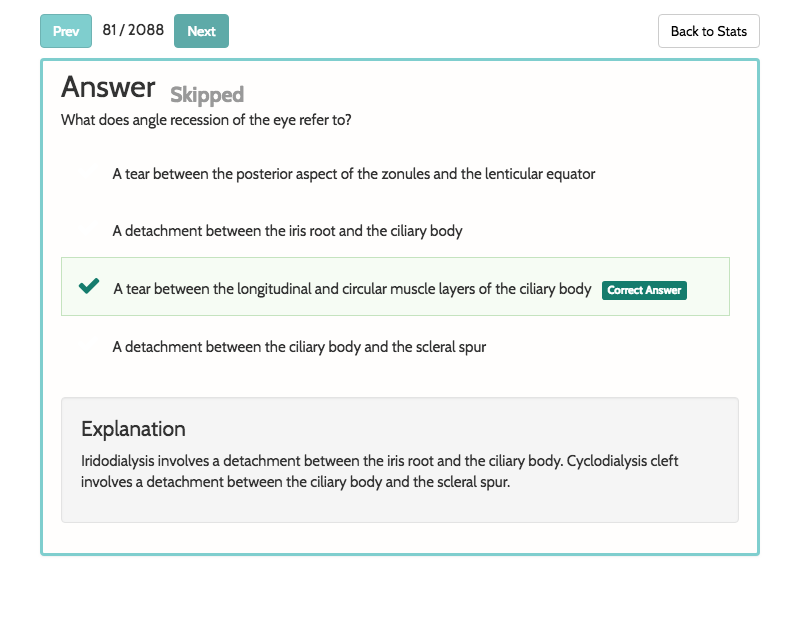 Prev 81 / 2088 Next Back to Stats
Answer Skipped
What does angle recession of the eye refer to?
A tear between the posterior aspect of the zonules and the lenticular equator
A detachment between the iris root and the ciliary body
A tear between the longitudinal and circular muscle layers of the ciliary body Correct Answer
A detachment between the ciliary body and the scleral spur
Explanation
Iridodialysis involves a detachment between the iris root and the ciliary body. Cyclodialysis cleft
involves a detachment between the ciliary body and the scleral spur.